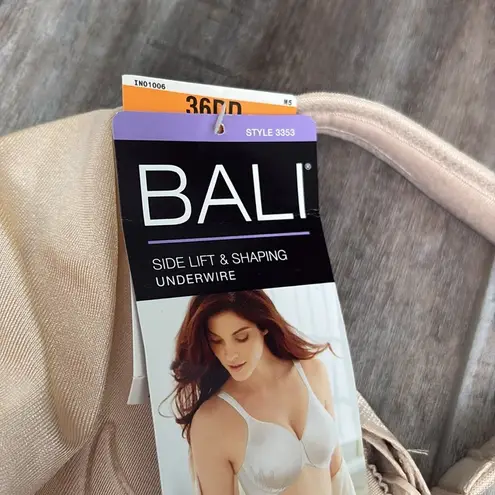 IN01006
M5
36DD
STYLE 3353
BALI®
SIDE LIFT & SHAPING
UNDERWIRE